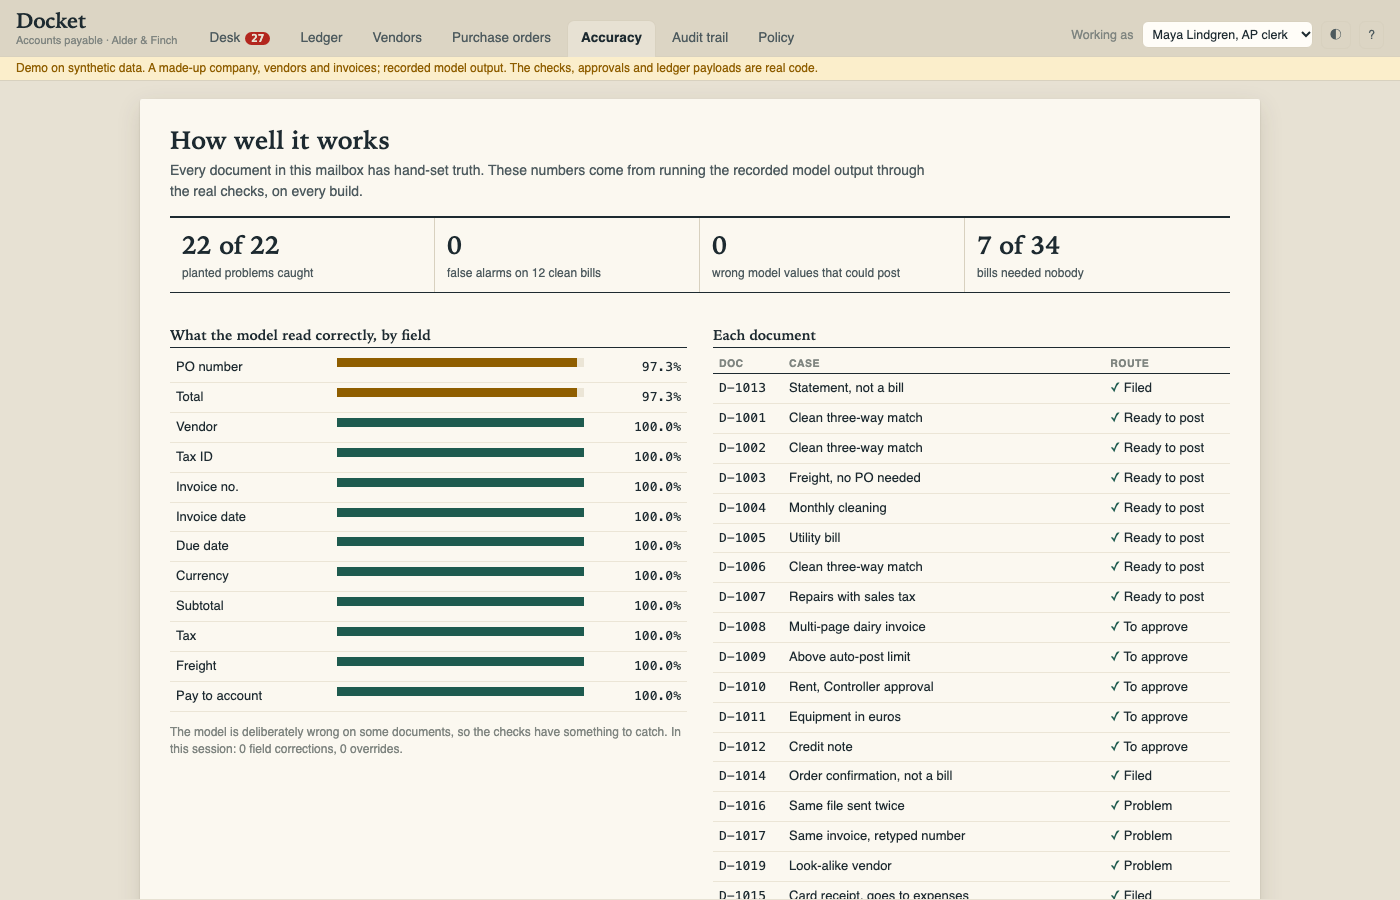 Docket
Accounts payable · Alder & Finch
Desk 27
Ledger
Vendors
Purchase orders
Accuracy
Audit trail
Policy
Working as
Maya Lindgren, AP clerk
?
Demo on synthetic data. A made-up company, vendors and invoices; recorded model output. The checks, approvals and ledger payloads are real code.
How well it works
Every document in this mailbox has hand-set truth. These numbers come from running the recorded model output through
the real checks, on every build.
22 of 22
planted problems caught
0
false alarms on 12 clean bills
0
wrong model values that could post
7 of 34
bills needed nobody
What the model read correctly, by field
PO number 97.3%
Total 97.3%
Vendor 100.0%
Tax ID 100.0%
Invoice no. 100.0%
Invoice date 100.0%
Due date 100.0%
Currency 100.0%
Subtotal 100.0%
Tax 100.0%
Freight 100.0%
Pay to account 100.0%
The model is deliberately wrong on some documents, so the checks have something to catch. In
this session: 0 field corrections, 0 overrides.
Each document
DOC CASE ROUTE
D-1013 Statement, not a bill ✓ Filed
D-1001 Clean three-way match ✓ Ready to post
D-1002 Clean three-way match ✓ Ready to post
D-1003 Freight, no PO needed ✓ Ready to post
D-1004 Monthly cleaning ✓ Ready to post
D-1005 Utility bill ✓ Ready to post
D-1006 Clean three-way match ✓ Ready to post
D-1007 Repairs with sales tax ✓ Ready to post
D-1008 Multi-page dairy invoice ✓ To approve
D-1009 Above auto-post limit ✓ To approve
D-1010 Rent, Controller approval ✓ To approve
D-1011 Equipment in euros ✓ To approve
D-1012 Credit note ✓ To approve
D-1014 Order confirmation, not a bill ✓ Filed
D-1016 Same file sent twice ✓ Problem
D-1017 Same invoice, retyped number ✓ Problem
D-1019 Look-alike vendor ✓ Problem
D-1015 Card receipt, goes to expenses ✓ Filed